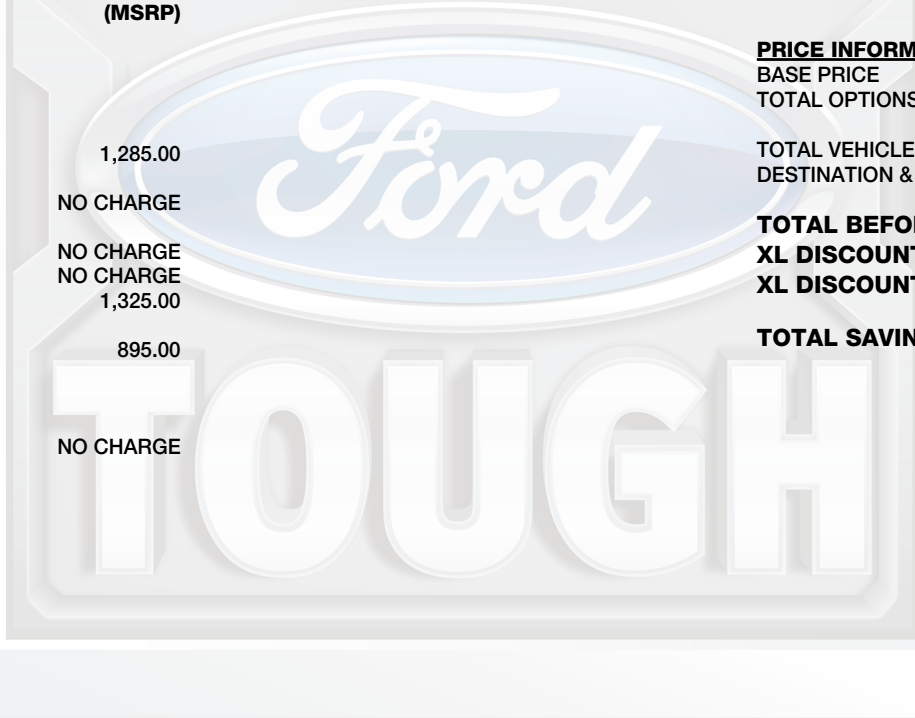 (MSRP)
1,285.00
NO CHARGE
NO CHARGE
NO CHARGE
1,325.00
895.00
NO CHARGE
Ford
TOUGH
PRICE INFORM
BASE PRICE
TOTAL OPTIONS
TOTAL VEHICLE
DESTINATION &
TOTAL BEFO
XL DISCOUNT
XL DISCOUNT
TOTAL SAVIN